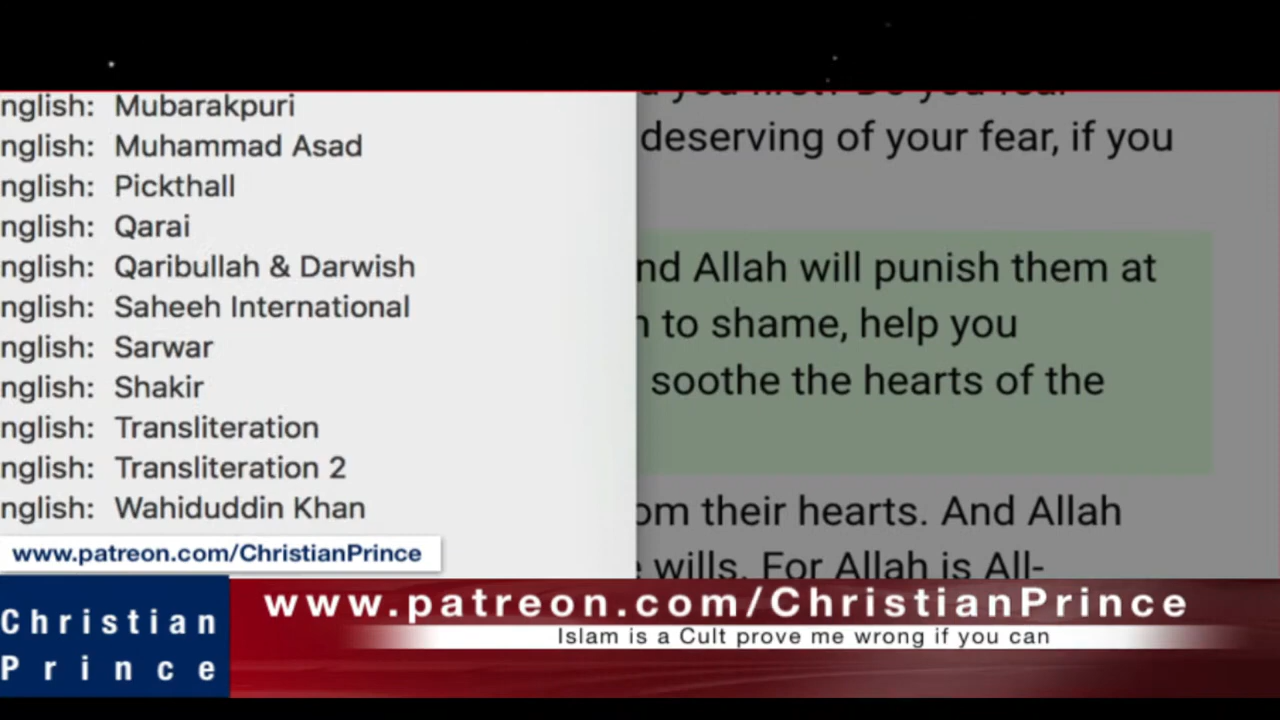 nglish: Mubarakpuri
nglish: Muhammad Asad
nglish: Pickthall
nglish: Qarai
nglish: Qaribullah & Darwish
nglish: Saheeh International
nglish: Sarwar
nglish: Shakir
nglish: Transliteration
nglish: Transliteration 2
nglish: Wahiduddin Khan
deserving of your fear, if you
nd Allah will punish them at
to shame, help you
soothe the hearts of the
om their hearts. And Allah
wills. For Allah is All-
www.patreon.com/ChristianPrince
Christian
Prince
www.patreon.com/ChristianPrince
Islam is a Cult prove me wrong if you can